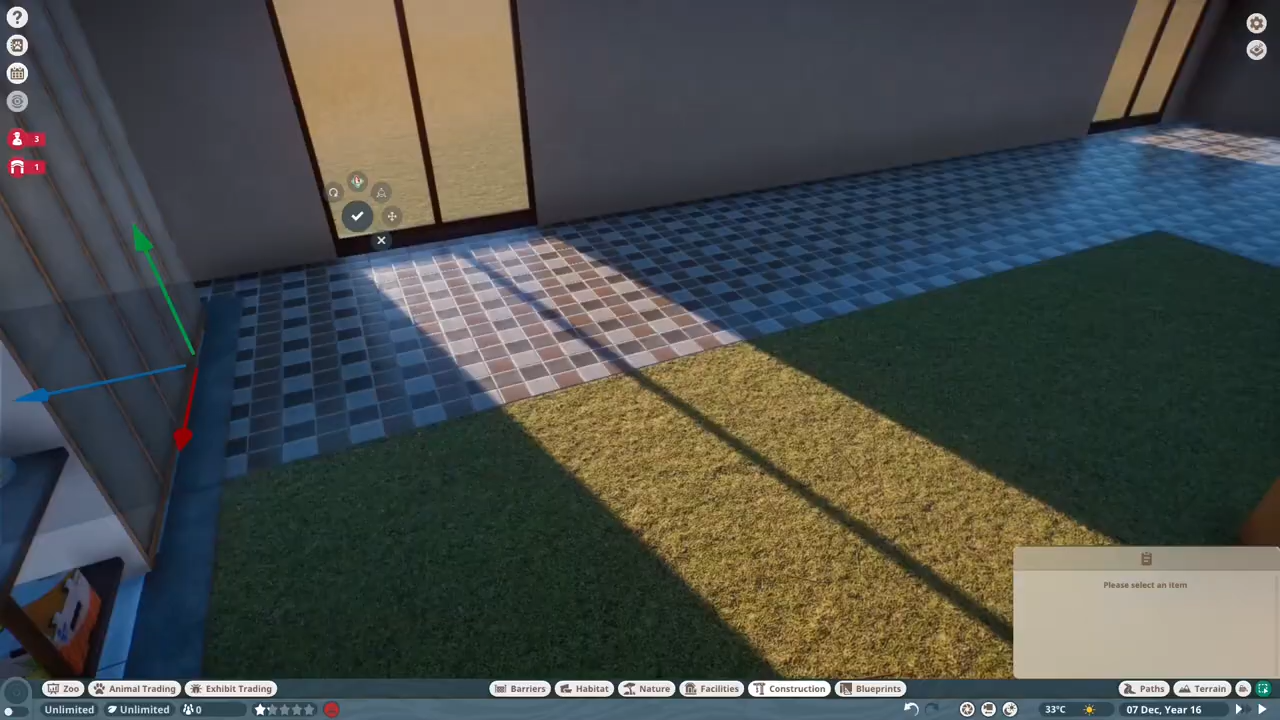 ?
3
1
Please select an item
Zoo
Animal Trading
Exhibit Trading
Barriers
Habitat
Nature
Facilities
Construction
Blueprints
Paths
Terrain
Unlimited
Unlimited
0
33°C
07 Dec, Year 16